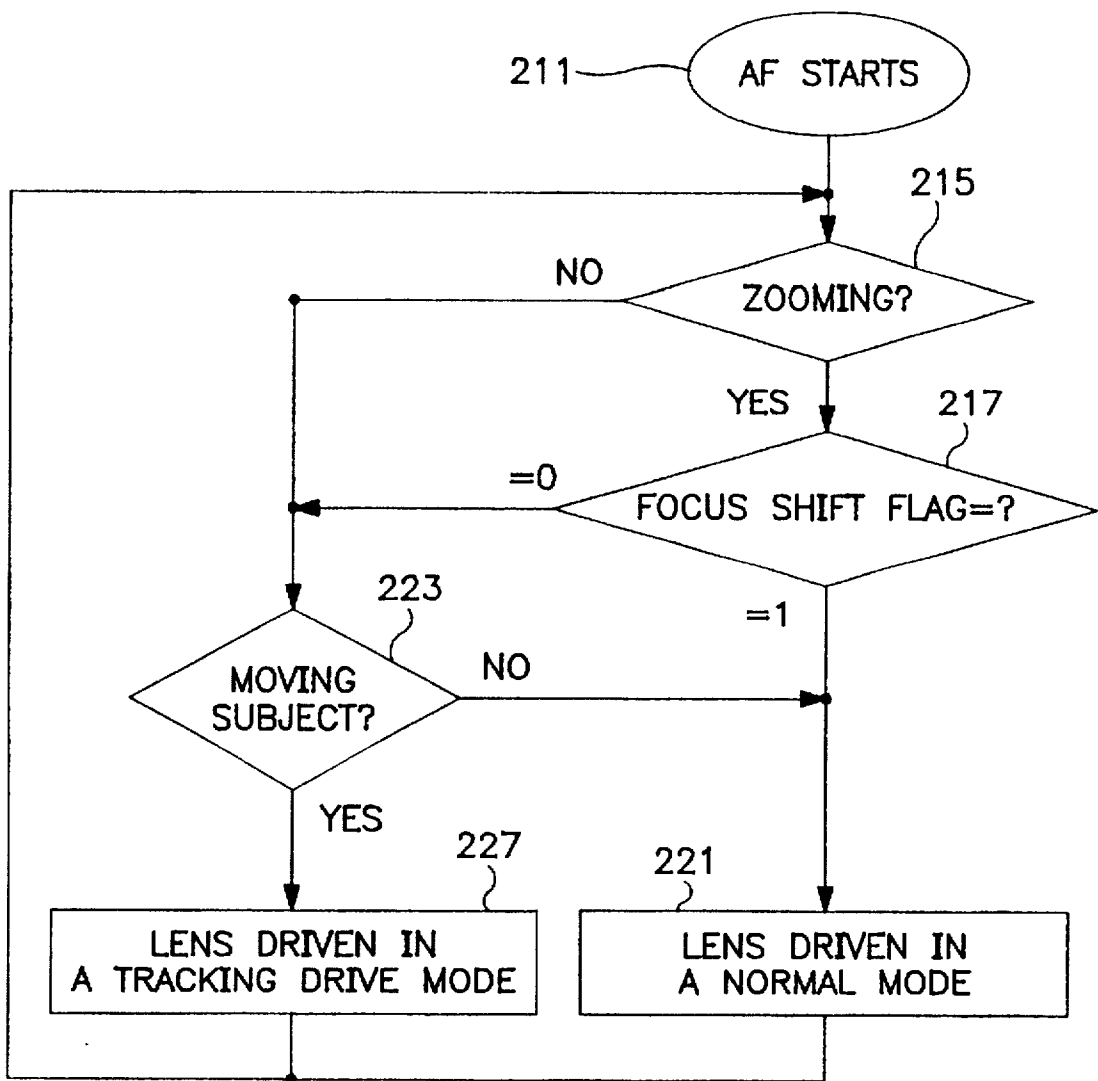 211
AF STARTS
215
NO
ZOOMING?
YES
217
=0
FOCUS SHIFT FLAG=?
223
=1
MOVING
SUBJECT?
NO
YES
227
LENS DRIVEN IN
A TRACKING DRIVE MODE
221
LENS DRIVEN IN
A NORMAL MODE